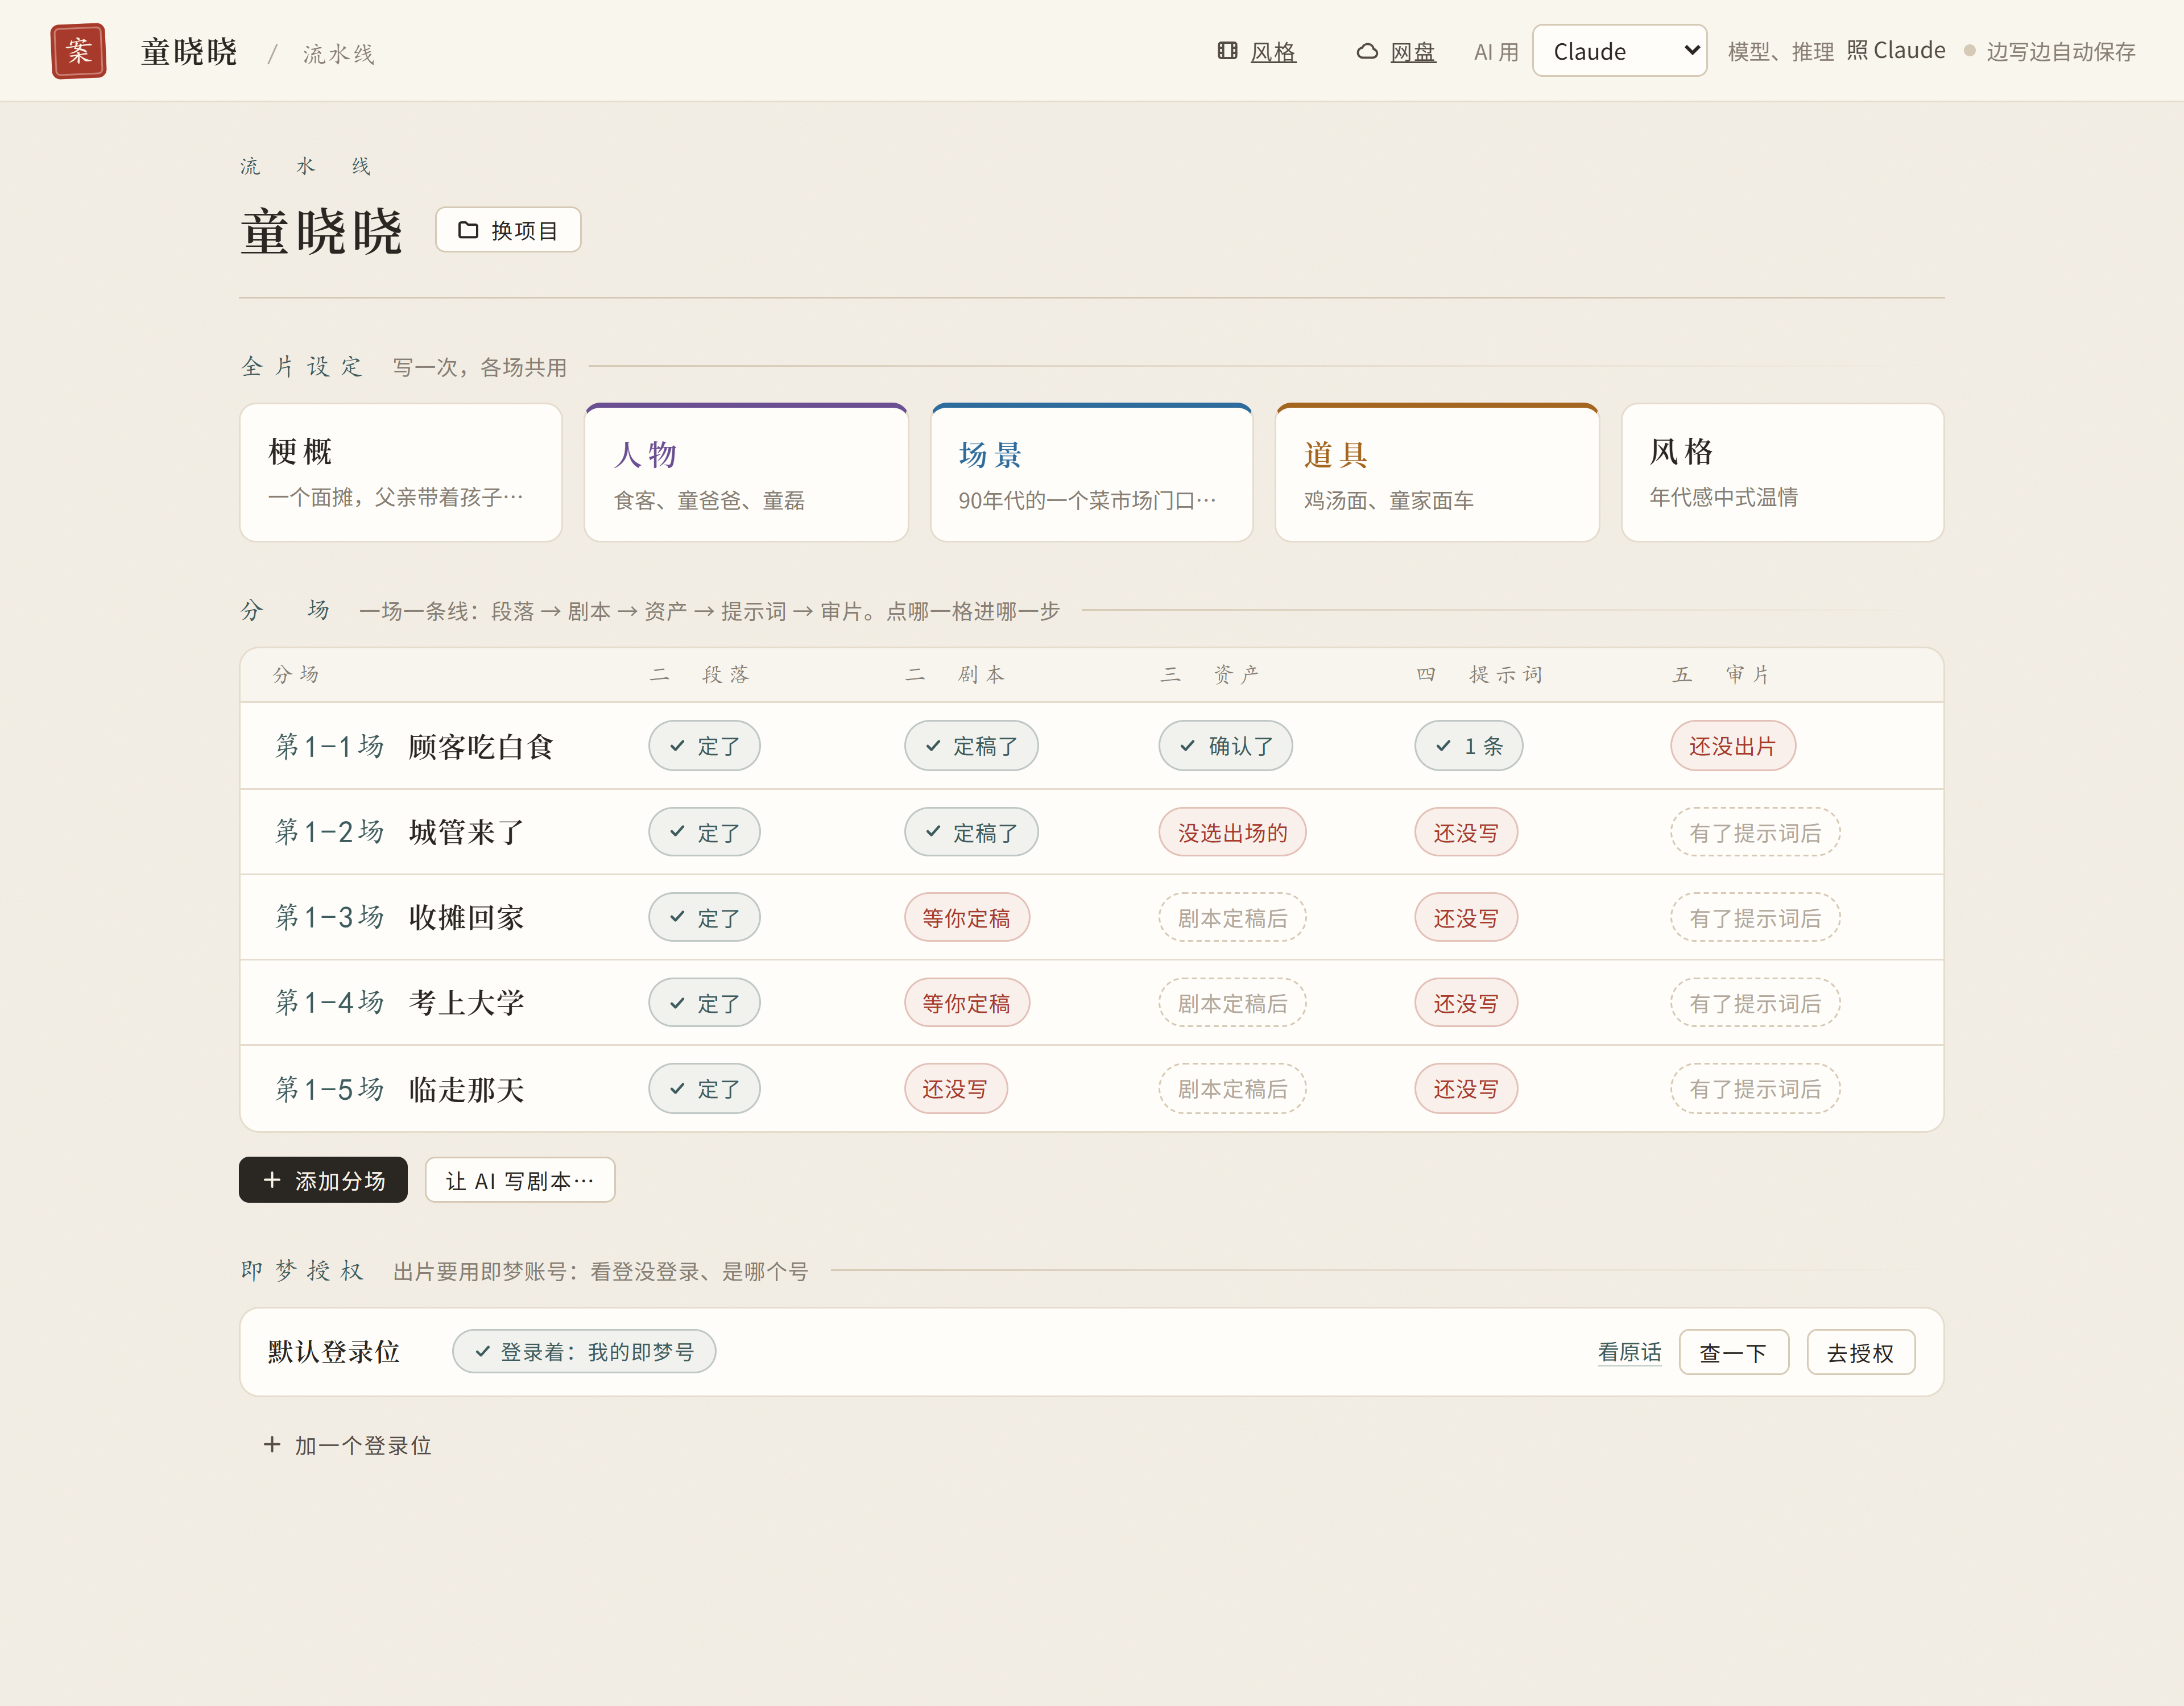 案 童晓晓 / 流水线 风格 网盘 AI 用 Claude 模型、推理 照 Claude 边写边自动保存
流水线
童晓晓 换项目
全片设定 写一次，各场共用
梗概 人物 场景 道具 风格
一个面摊，父亲带着孩子… 食客、童爸爸、童磊 90年代的一个菜市场门口… 鸡汤面、童家面车 年代感中式温情
分场 一场一条线：段落 → 剧本 → 资产 → 提示词 → 审片。点哪一格进哪一步
分场 二 段落 二 剧本 三 资产 四 提示词 五 审片
第1-1场 顾客吃白食 定了 定稿了 确认了 1 条 还没出片
第1-2场 城管来了 定了 定稿了 没选出场的 还没写 有了提示词后
第1-3场 收摊回家 定了 等你定稿 剧本定稿后 还没写 有了提示词后
第1-4场 考上大学 定了 等你定稿 剧本定稿后 还没写 有了提示词后
第1-5场 临走那天 定了 还没写 剧本定稿后 还没写 有了提示词后
+ 添加分场 让 AI 写剧本…
即梦授权 出片要用即梦账号：看登没登录、是哪个号
默认登录位 登录着：我的即梦号 看原话 查一下 去授权
+ 加一个登录位